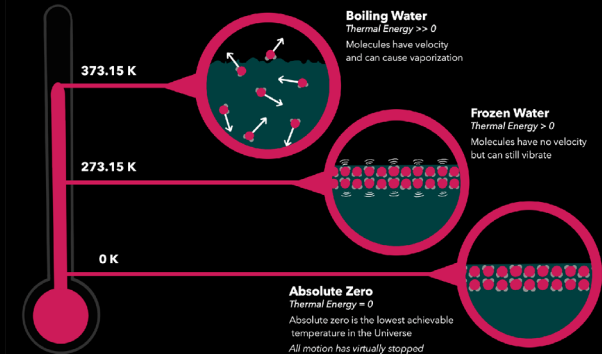 Boiling Water
Thermal Energy >> 0
Molecules have velocity
and can cause vaporization
373.15 K
Frozen Water
Thermal Energy > 0
Molecules have no velocity
but can still vibrate
273.15 K
0 K
Absolute Zero
Thermal Energy = 0
Absolute zero is the lowest achievable
temperature in the Universe
All motion has virtually stopped